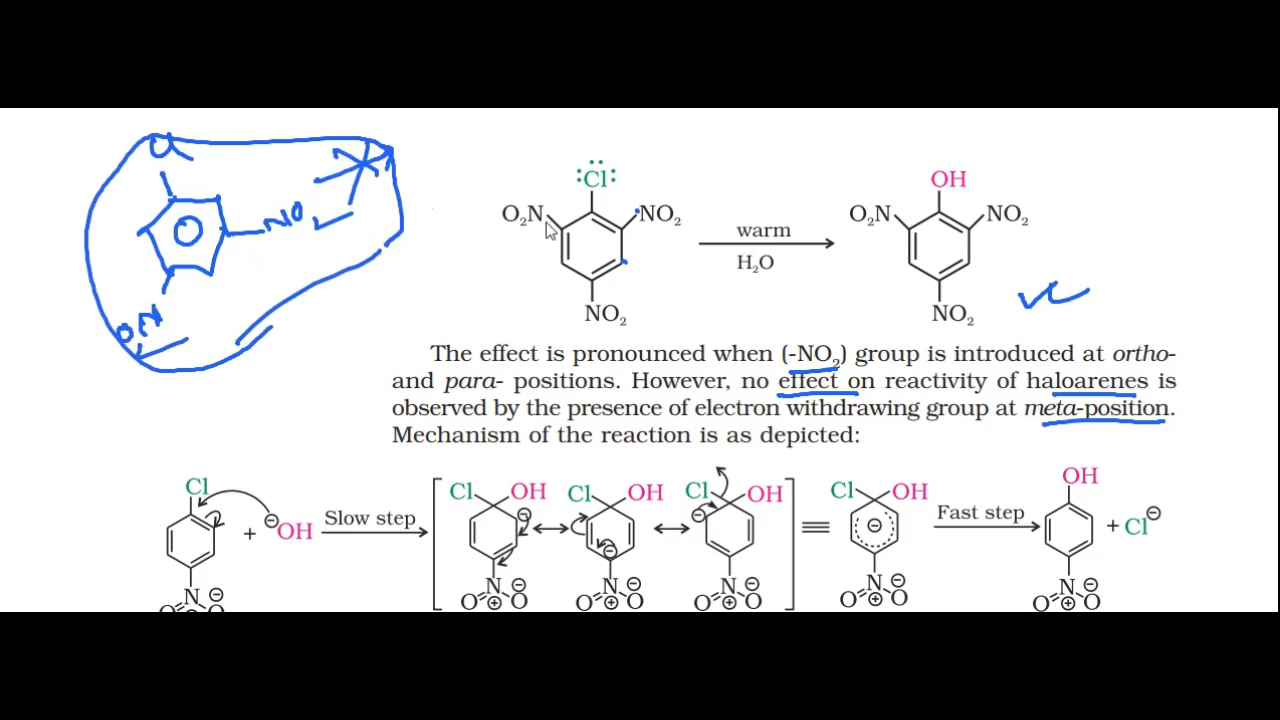 Cl
NO
ON
:Cl:
O₂N
NO₂
NO₂
warm
H₂O
OH
O₂N
NO₂
NO₂
The effect is pronounced when (-NO₂) group is introduced at ortho-
and para- positions. However, no effect on reactivity of haloarenes is
observed by the presence of electron withdrawing group at meta-position.
Mechanism of the reaction is as depicted:
Cl
+ ⊖OH
Slow step
N⊖
O⊕O
Cl OH
⊖
N⊖
O⊕O
Cl OH
⊖
N⊖
O⊕O
Cl OH
⊖
N⊖
O⊕O
Cl OH
⊖
N⊖
O⊕O
Fast step
OH
+ Cl⊖
N⊖
O⊕O